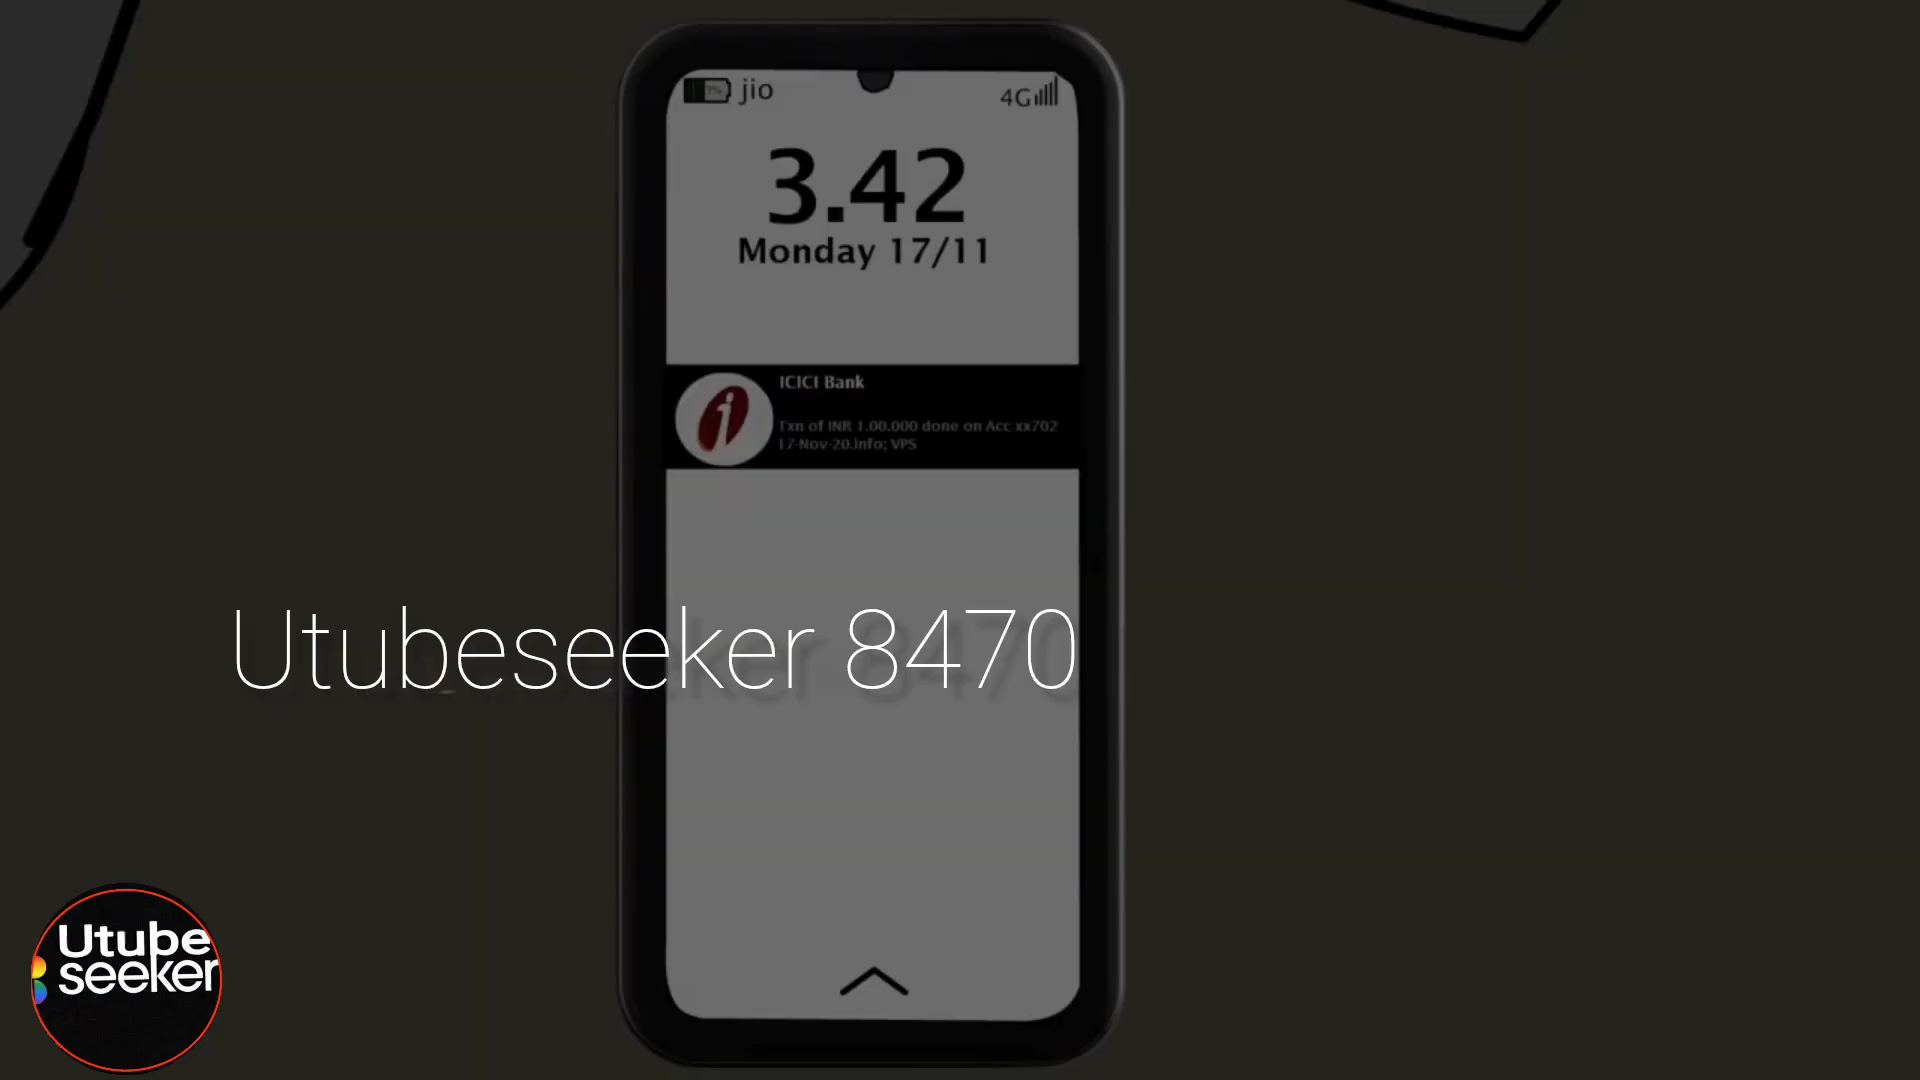 jio
4G
3.42
Monday 17/11
ICICI Bank
Txn of INR 1.00.000 done on Acc xx702
17-Nov-20.info; VPS
Utubeseeker 8470
Utube
seeker